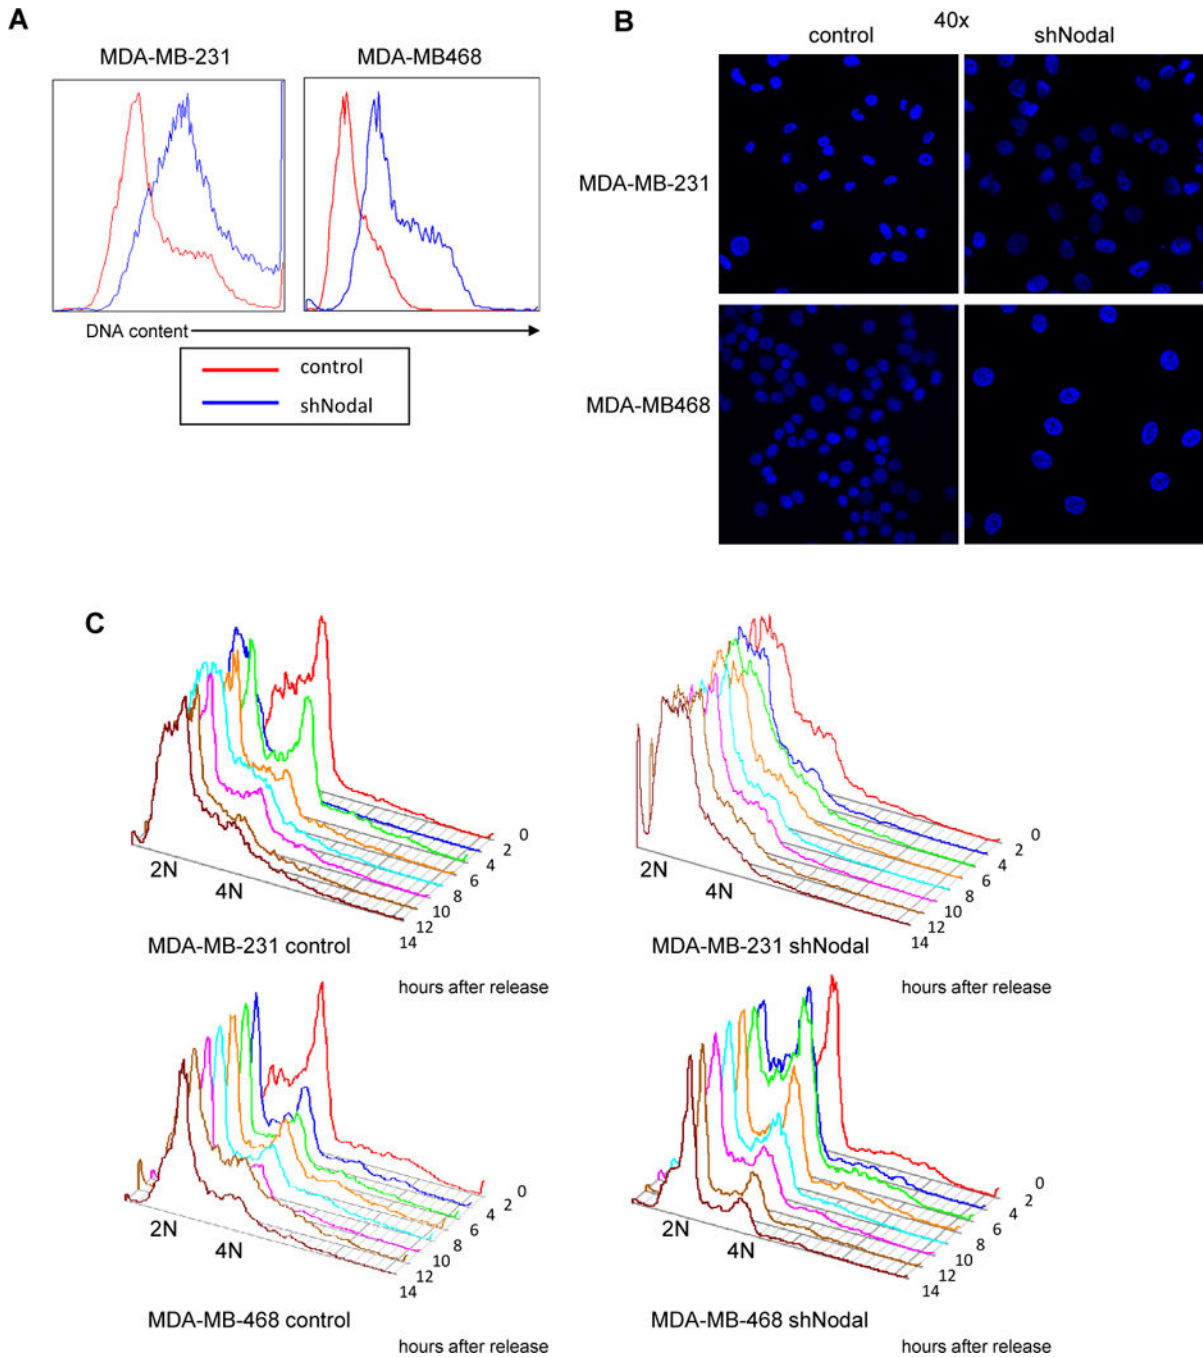 A
MDA-MB-231
MDA-MB468
DNA content
control
shNodal
B
40x
control
shNodal
MDA-MB-231
MDA-MB468
C
2N
4N
0
2
4
6
8
10
12
14
MDA-MB-231 control
hours after release
2N
4N
0
2
4
6
8
10
12
14
MDA-MB-231 shNodal
hours after release
2N
4N
0
2
4
6
8
10
12
14
MDA-MB-468 control
hours after release
2N
4N
0
2
4
6
8
10
12
14
MDA-MB-468 shNodal
hours after release